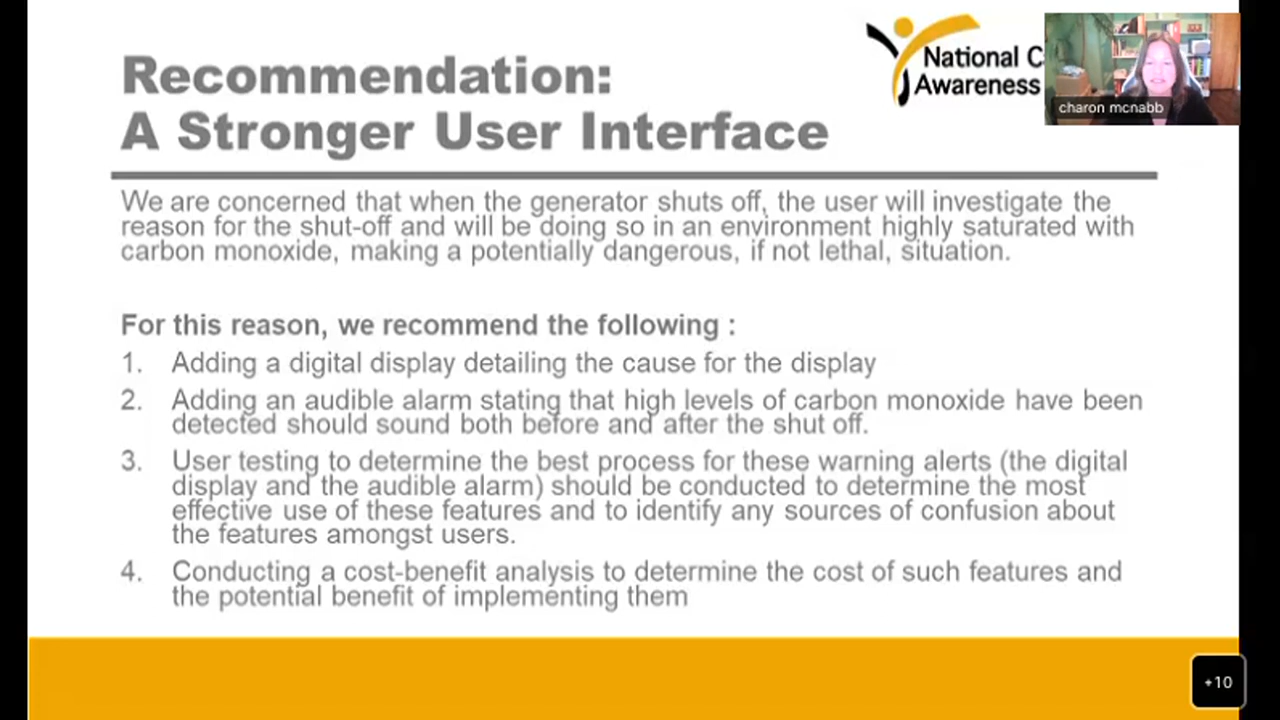 Recommendation:
A Stronger User Interface
National C
Awareness
charon mcnabb
We are concerned that when the generator shuts off, the user will investigate the
reason for the shut-off and will be doing so in an environment highly saturated with
carbon monoxide, making a potentially dangerous, if not lethal, situation.
For this reason, we recommend the following :
1. Adding a digital display detailing the cause for the display
2. Adding an audible alarm stating that high levels of carbon monoxide have been
detected should sound both before and after the shut off.
3. User testing to determine the best process for these warning alerts (the digital
display and the audible alarm) should be conducted to determine the most
effective use of these features and to identify any sources of confusion about
the features amongst users.
4. Conducting a cost-benefit analysis to determine the cost of such features and
the potential benefit of implementing them
+10